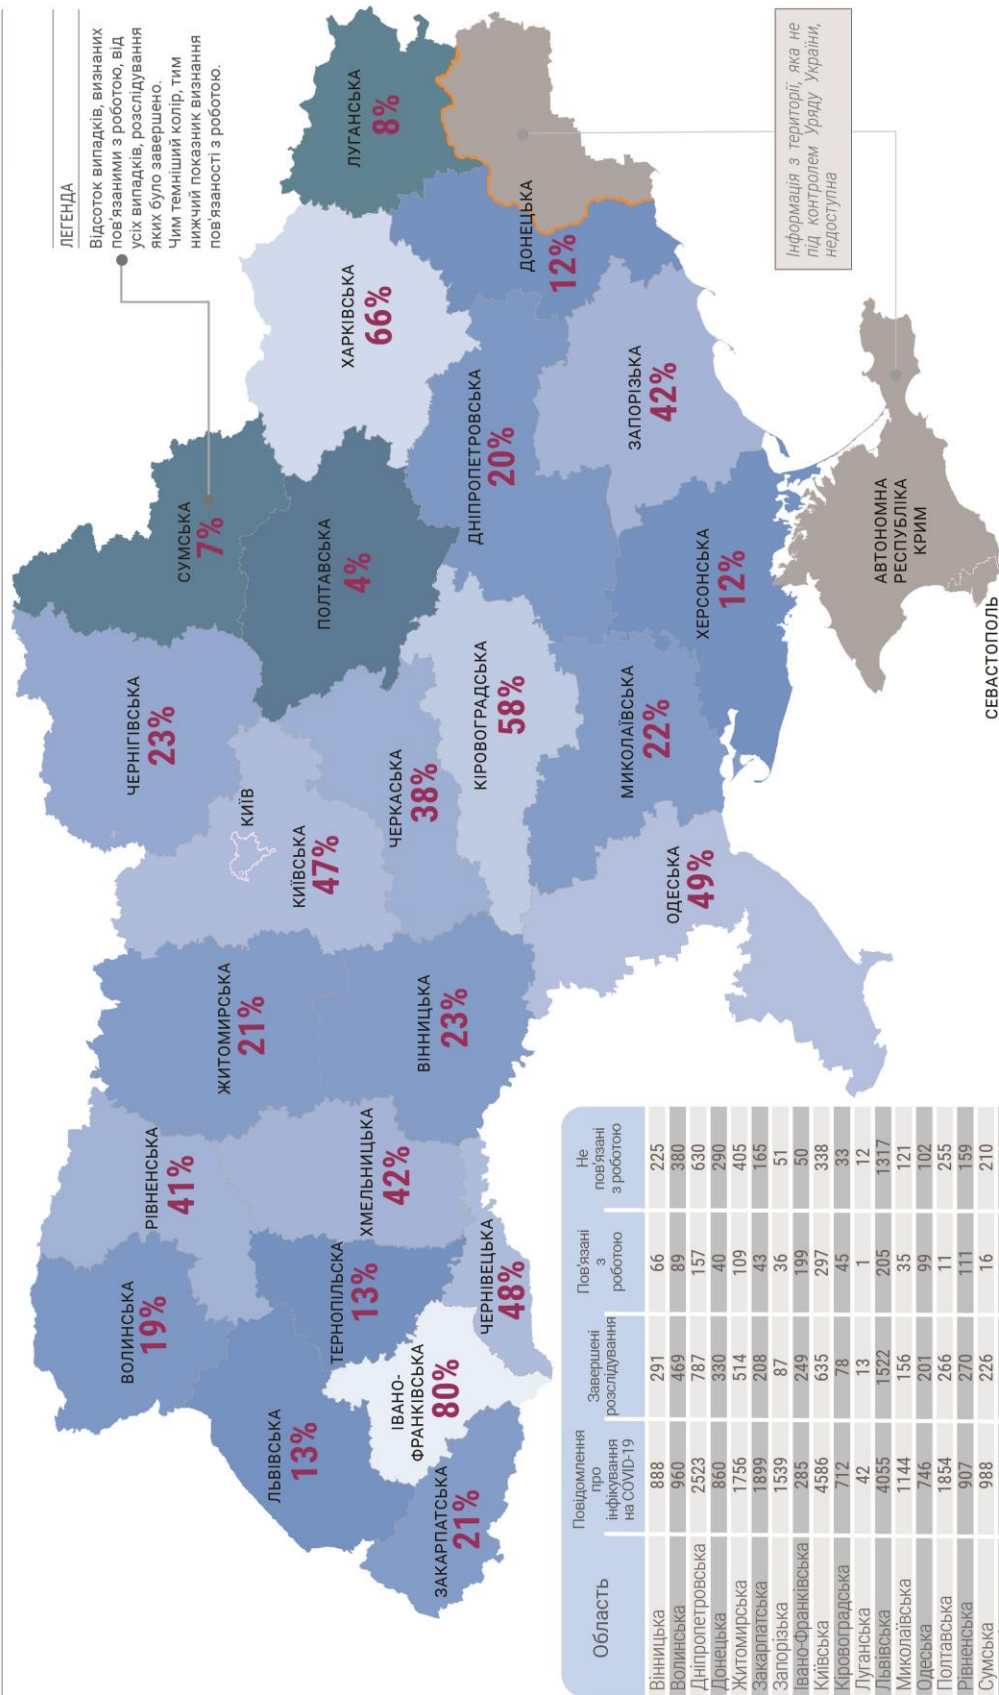 ЛЕГЕНДА
Відсоток випадків, визнаних
пов'язаними з роботою, від
усіх випадків, розслідування
яких було завершено.
Чим темніший колір, тим
нижчий показник визнання
пов'язаності з роботою.
ВОЛИНСЬКА
19%
РІВНЕНСЬКА
41%
ЖИТОМИРСЬКА
21%
КИЇВ
КИЇВСЬКА
47%
ЧЕРНІГІВСЬКА
23%
СУМСЬКА
7%
ЛЬВІВСЬКА
13%
ТЕРНОПІЛЬСКА
13%
ХМЕЛЬНИЦЬКА
42%
ВІННИЦЬКА
23%
ЧЕРКАСЬКА
38%
ПОЛТАВСЬКА
4%
ХАРКІВСЬКА
66%
ЛУГАНСЬКА
8%
ЗАКАРПАТСЬКА
21%
ІВАНО-
ФРАНКІВСЬКА
80%
ЧЕРНІВЕЦЬКА
48%
КІРОВОГРАДСЬКА
58%
ДНІПРОПЕТРОВСЬКА
20%
ДОНЕЦЬКА
12%
ОДЕСЬКА
49%
МИКОЛАЇВСЬКА
22%
ХЕРСОНСЬКА
12%
ЗАПОРІЗЬКА
42%
АВТОНОМНА
РЕСПУБЛІКА
КРИМ
СЕВАСТОПОЛЬ
Інформація з території, яка не
під контролем Уряду України,
недоступна
Область Повідомлення про інфікування на COVID-19 Завершені розслідування Пов'язані з роботою Не пов'язані з роботою
Вінницька 888 291 66 225
Волинська 960 469 89 380
Дніпропетровська 2523 787 157 630
Донецька 860 330 40 290
Житомирська 1756 514 109 405
Закарпатська 1899 208 43 165
Запорізька 1539 87 36 51
Івано-Франківська 285 249 199 50
Київська 4586 635 297 338
Кіровоградська 712 78 45 33
Луганська 42 13 1 12
Львівська 4055 1522 205 1317
Миколаївська 1144 156 35 121
Одеська 746 201 99 102
Полтавська 1854 266 11 255
Рівненська 907 270 111 159
Сумська 988 226 16 210